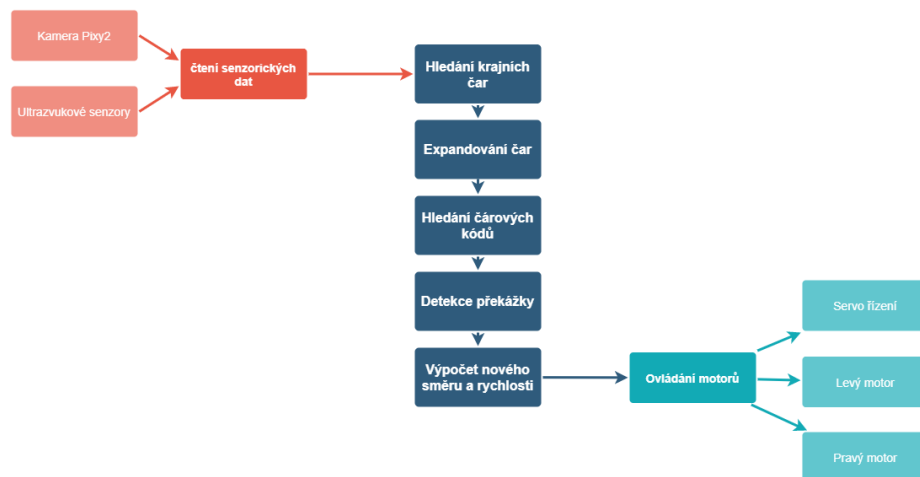 Kamera Pixy2
Ultrazvukové senzory
čtení senzorických
dat
Hledání krajních
čar
Expandování čar
Hledání čárových
kódů
Detekce překážky
Výpočet nového
směru a rychlosti
Ovládání motorů
Servo řízení
Levý motor
Pravý motor